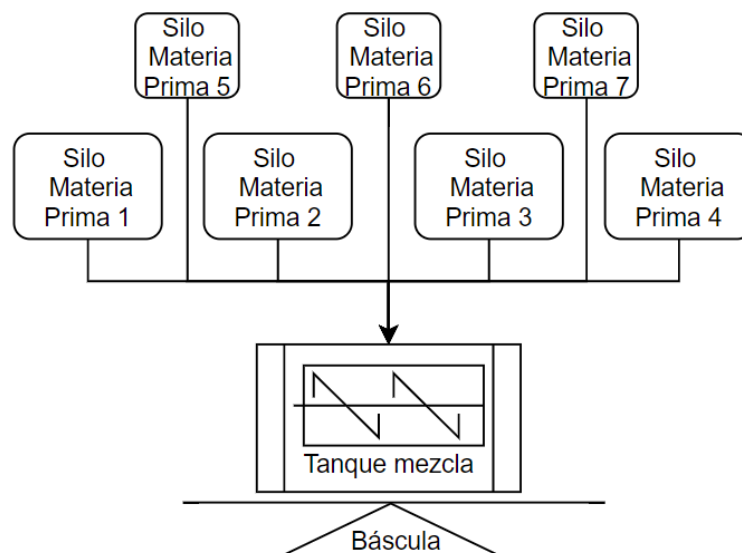 Silo
Materia
Prima 5
Silo
Materia
Prima 6
Silo
Materia
Prima 7
Silo
Materia
Prima 1
Silo
Materia
Prima 2
Silo
Materia
Prima 3
Silo
Materia
Prima 4
Tanque mezcla
Báscula